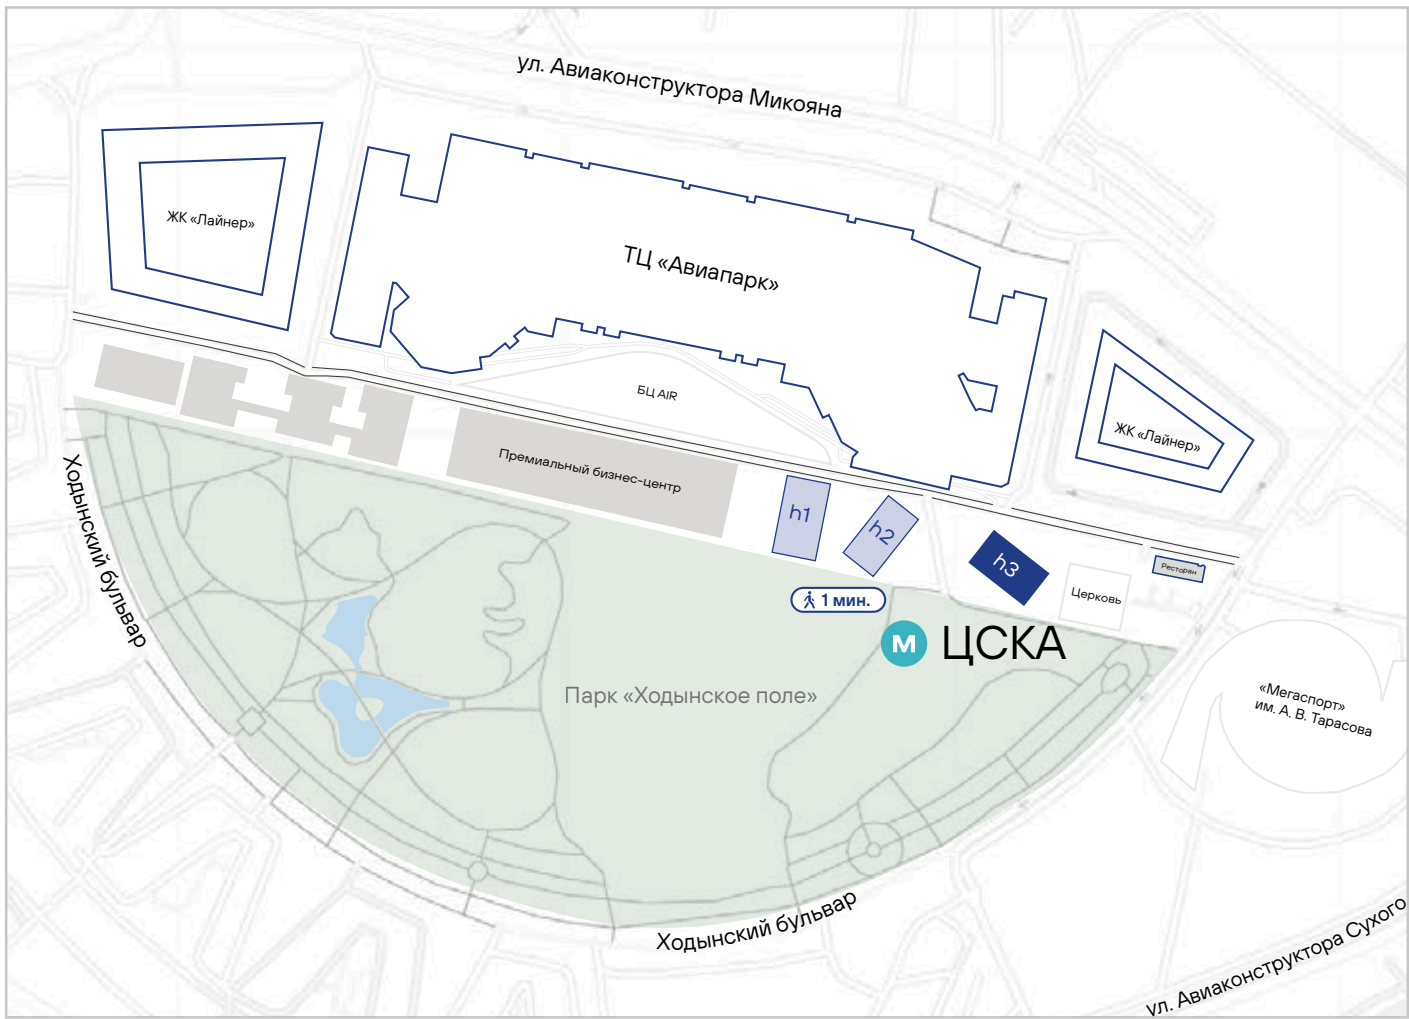 ул. Авиаконструктора Микояна
ЖК «Лайнер»
ТЦ «Авиапарк»
БЦ AIR
ЖК «Лайнер»
Премиальный бизнес-центр
h1
h2
h3
Ресторан
Церковь
1 мин.
М ЦСКА
Ходынский бульвар
Парк «Ходынское поле»
«Мегаспорт»
им. А. В. Тарасова
Ходынский бульвар
ул. Авиаконструктора Сухого